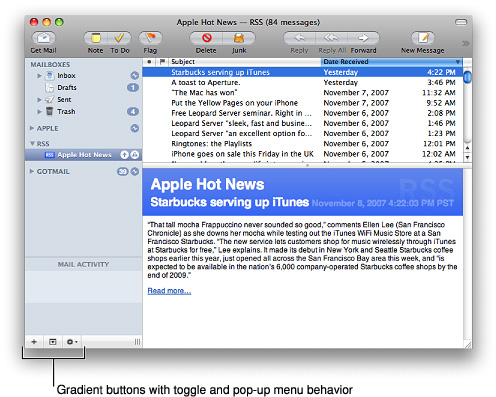 Apple Hot News — RSS (84 messages)
Get Mail Note To Do Flag Delete Junk Reply Reply All Forward New Message
MAILBOXES
Inbox
Drafts 1
Sent
Trash 4
APPLE
RSS
Apple Hot News
GOTMAIL 39
MAIL ACTIVITY
Subject Date Received
Starbucks serving up iTunes Yesterday 4:22 PM
A toast to Aperture. Yesterday 3:46 PM
"The Mac has won" November 7, 2007 11:32 AM
Put the Yellow Pages on your iPhone November 7, 2007 9:52 AM
Free Leopard Server seminar. Right in ... November 6, 2007 2:08 PM
Leopard Server "sleek, fast and busine... November 6, 2007 1:46 PM
Leopard Server "an excellent option fo... November 6, 2007 1:23 PM
Ringtones: the Playlists November 6, 2007 12:01 AM
iPhone goes on sale this Friday in the UK November 5, 2007 12:02 AM
RSS
Apple Hot News
Starbucks serving up iTunes November 8, 2007 4:22:03 PM PST
"That tall mocha Frappuccino never sounded so good," comments Ellen Lee (San Francisco
Chronicle) as she downs her mocha while testing out the iTunes WiFi Music Store at a San
Francisco Starbucks. "The new service lets customers shop for music wirelessly through iTunes
at Starbucks for free," Lee explains. It made its debut in New York and Seattle Starbucks coffee
shops earlier this year, just opened all across the San Francisco Bay area this week, and "is
expected to be available in the nation's 6,000 company-operated Starbucks coffee shops by the
end of 2009."
Read more...
Gradient buttons with toggle and pop-up menu behavior